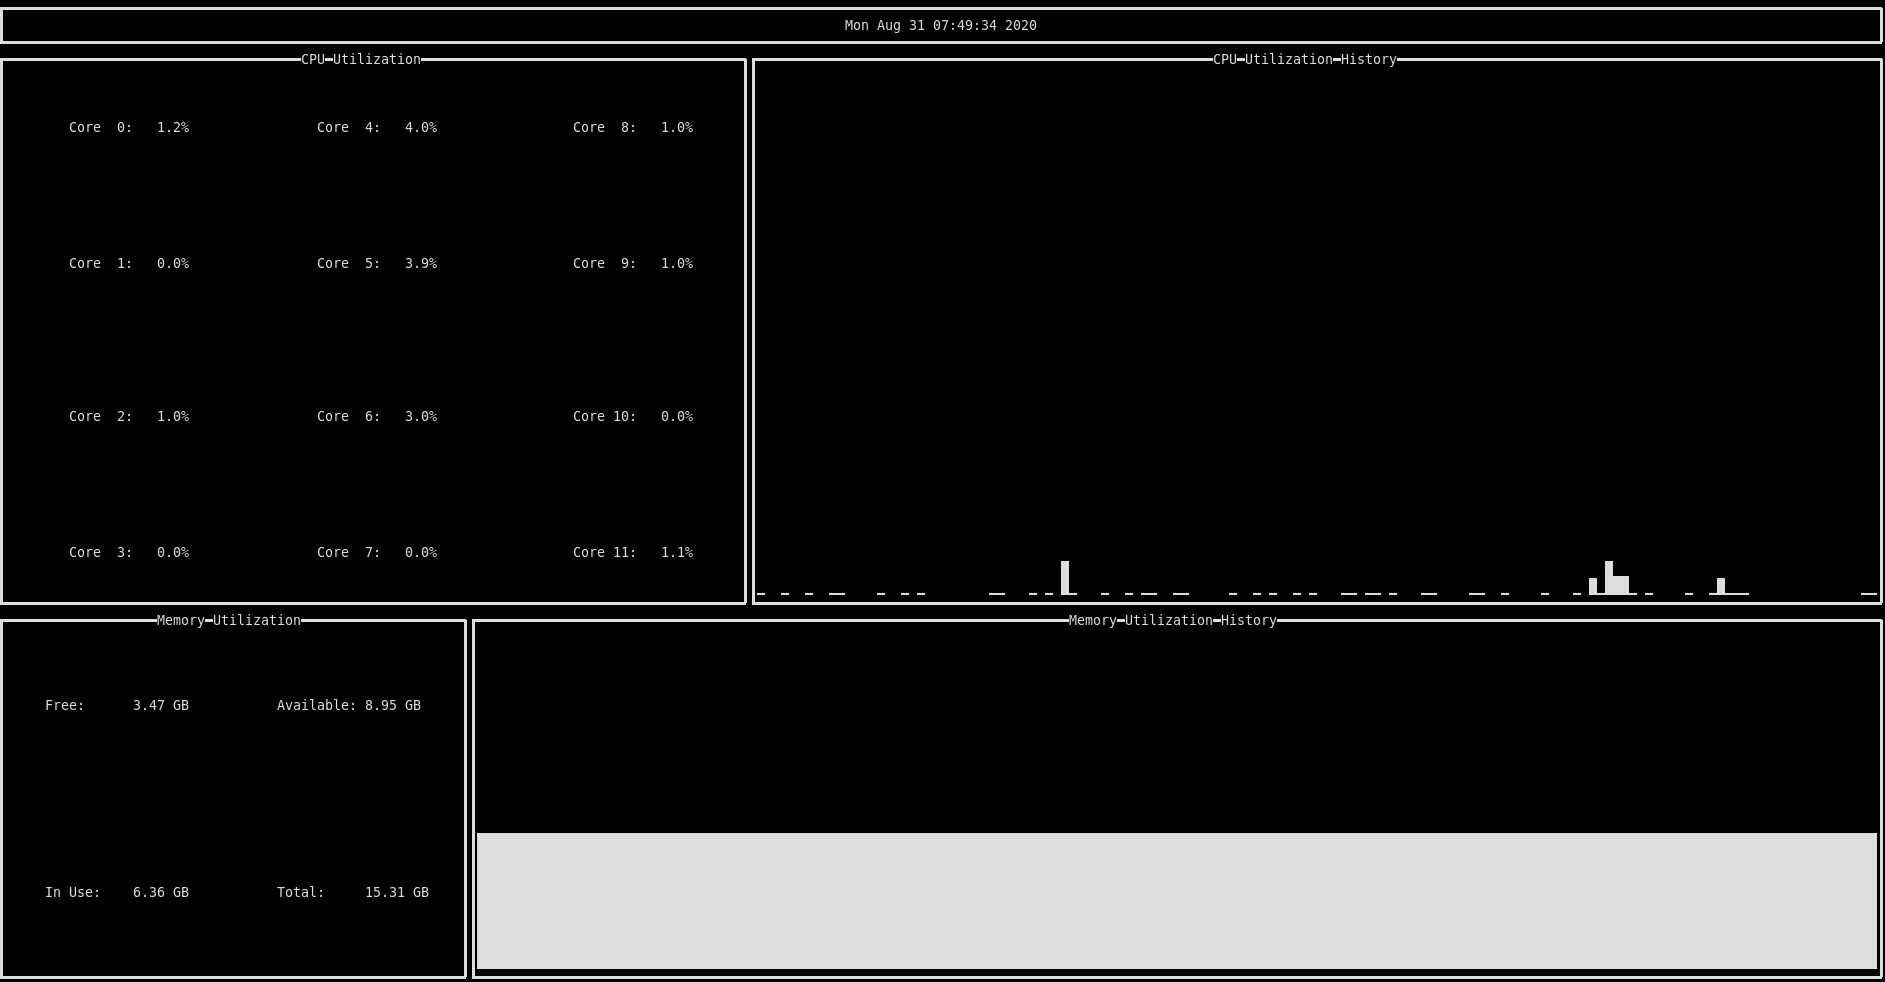 Mon Aug 31 07:49:34 2020
CPU Utilization
Core  0:   1.2%
Core  4:   4.0%
Core  8:   1.0%
Core  1:   0.0%
Core  5:   3.9%
Core  9:   1.0%
Core  2:   1.0%
Core  6:   3.0%
Core 10:   0.0%
Core  3:   0.0%
Core  7:   0.0%
Core 11:   1.1%
CPU Utilization History
Memory Utilization
Free:      3.47 GB
Available: 8.95 GB
In Use:    6.36 GB
Total:     15.31 GB
Memory Utilization History